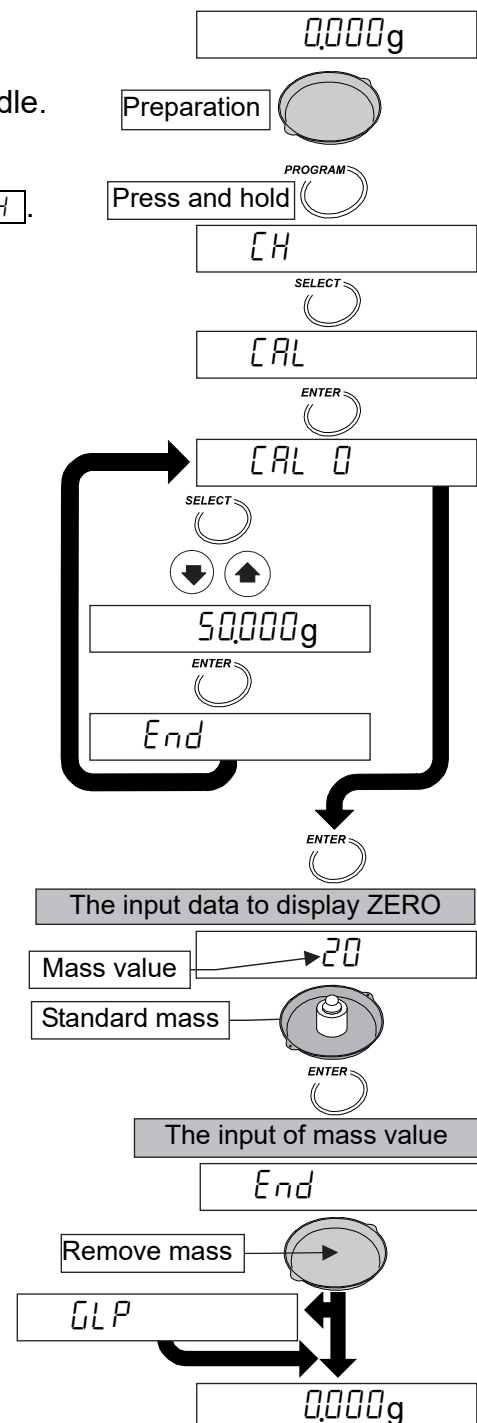 0.000g
dle.
Preparation
PROGRAM
Press and hold
H .
CH
SELECT
CAL
ENTER
CAL 0
SELECT
50.000g
ENTER
End
ENTER
The input data to display ZERO
20
Mass value
Standard mass
ENTER
The input of mass value
End
Remove mass
GLP
0.000g